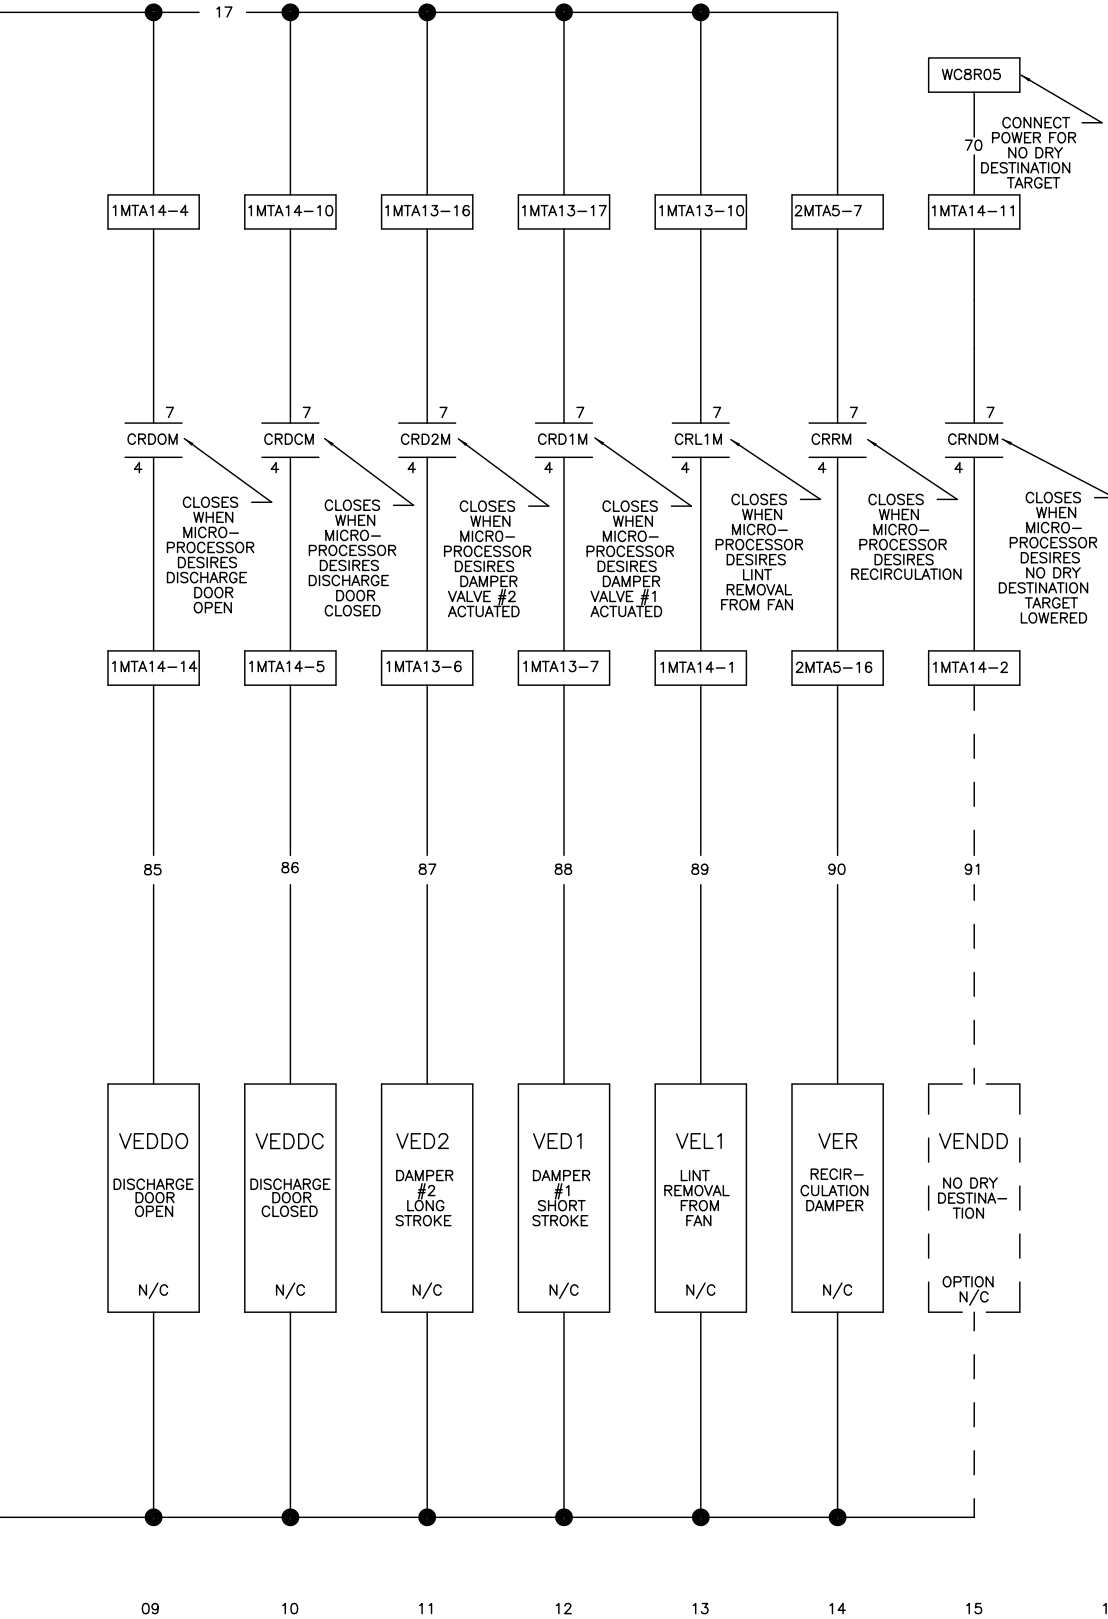 17
WC8R05
CONNECT
POWER FOR
NO DRY
DESTINATION
TARGET
70
1MTA14-4
1MTA14-10
1MTA13-16
1MTA13-17
1MTA13-10
2MTA5-7
1MTA14-11
7
7
7
7
7
7
7
CRDOM
CRDCM
CRD2M
CRD1M
CRL1M
CRRM
CRNDM
4
4
4
4
4
4
4
CLOSES
WHEN
MICRO-
PROCESSOR
DESIRES
DISCHARGE
DOOR
OPEN
CLOSES
WHEN
MICRO-
PROCESSOR
DESIRES
DISCHARGE
DOOR
CLOSED
CLOSES
WHEN
MICRO-
PROCESSOR
DESIRES
DAMPER
VALVE #2
ACTUATED
CLOSES
WHEN
MICRO-
PROCESSOR
DESIRES
DAMPER
VALVE #1
ACTUATED
CLOSES
WHEN
MICRO-
PROCESSOR
DESIRES
LINT
REMOVAL
FROM FAN
CLOSES
WHEN
MICRO-
PROCESSOR
DESIRES
RECIRCULATION
CLOSES
WHEN
MICRO-
PROCESSOR
DESIRES
NO DRY
DESTINATION
TARGET
LOWERED
1MTA14-14
1MTA14-5
1MTA13-6
1MTA13-7
1MTA14-1
2MTA5-16
1MTA14-2
85
86
87
88
89
90
91
VEDDO
DISCHARGE
DOOR
OPEN
N/C
VEDDC
DISCHARGE
DOOR
CLOSED
N/C
VED2
DAMPER
#2
LONG
STROKE
N/C
VED1
DAMPER
#1
SHORT
STROKE
N/C
VEL1
LINT
REMOVAL
FROM
FAN
N/C
VER
RECIR-
CULATION
DAMPER
N/C
VENDD
NO DRY
DESTINA-
TION
OPTION
N/C
09
10
11
12
13
14
15
1